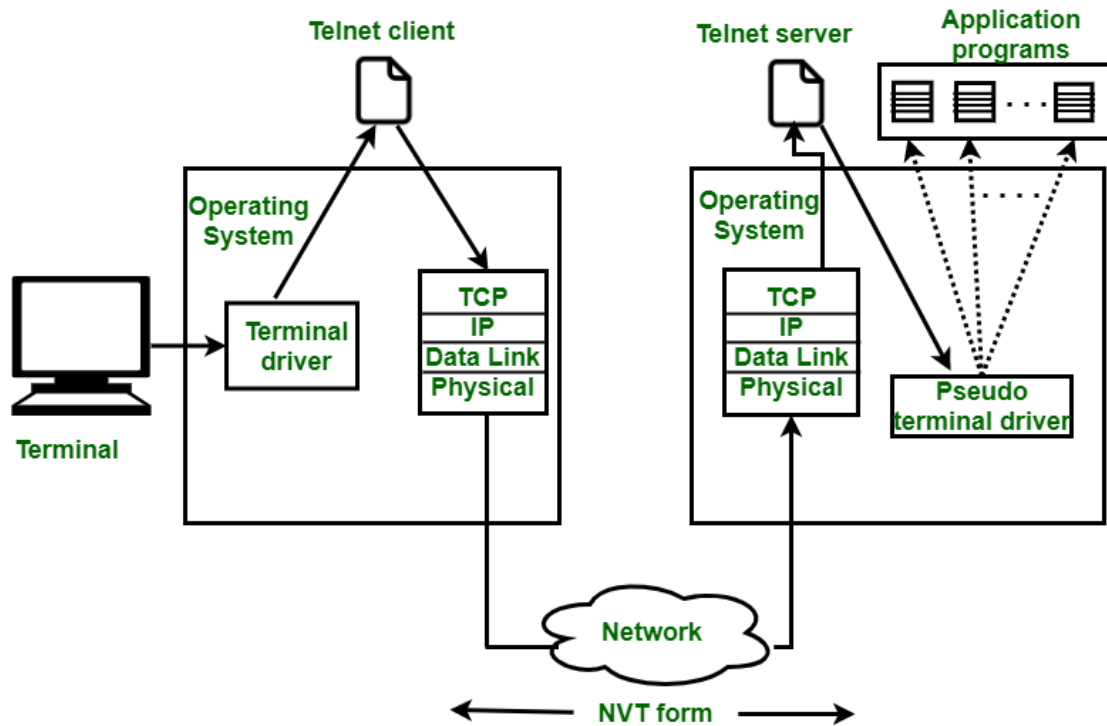 Telnet client
Telnet server
Application
programs
Operating
System
Operating
System
Terminal
driver
TCP
IP
Data Link
Physical
TCP
IP
Data Link
Physical
Pseudo
terminal driver
Terminal
Network
NVT form